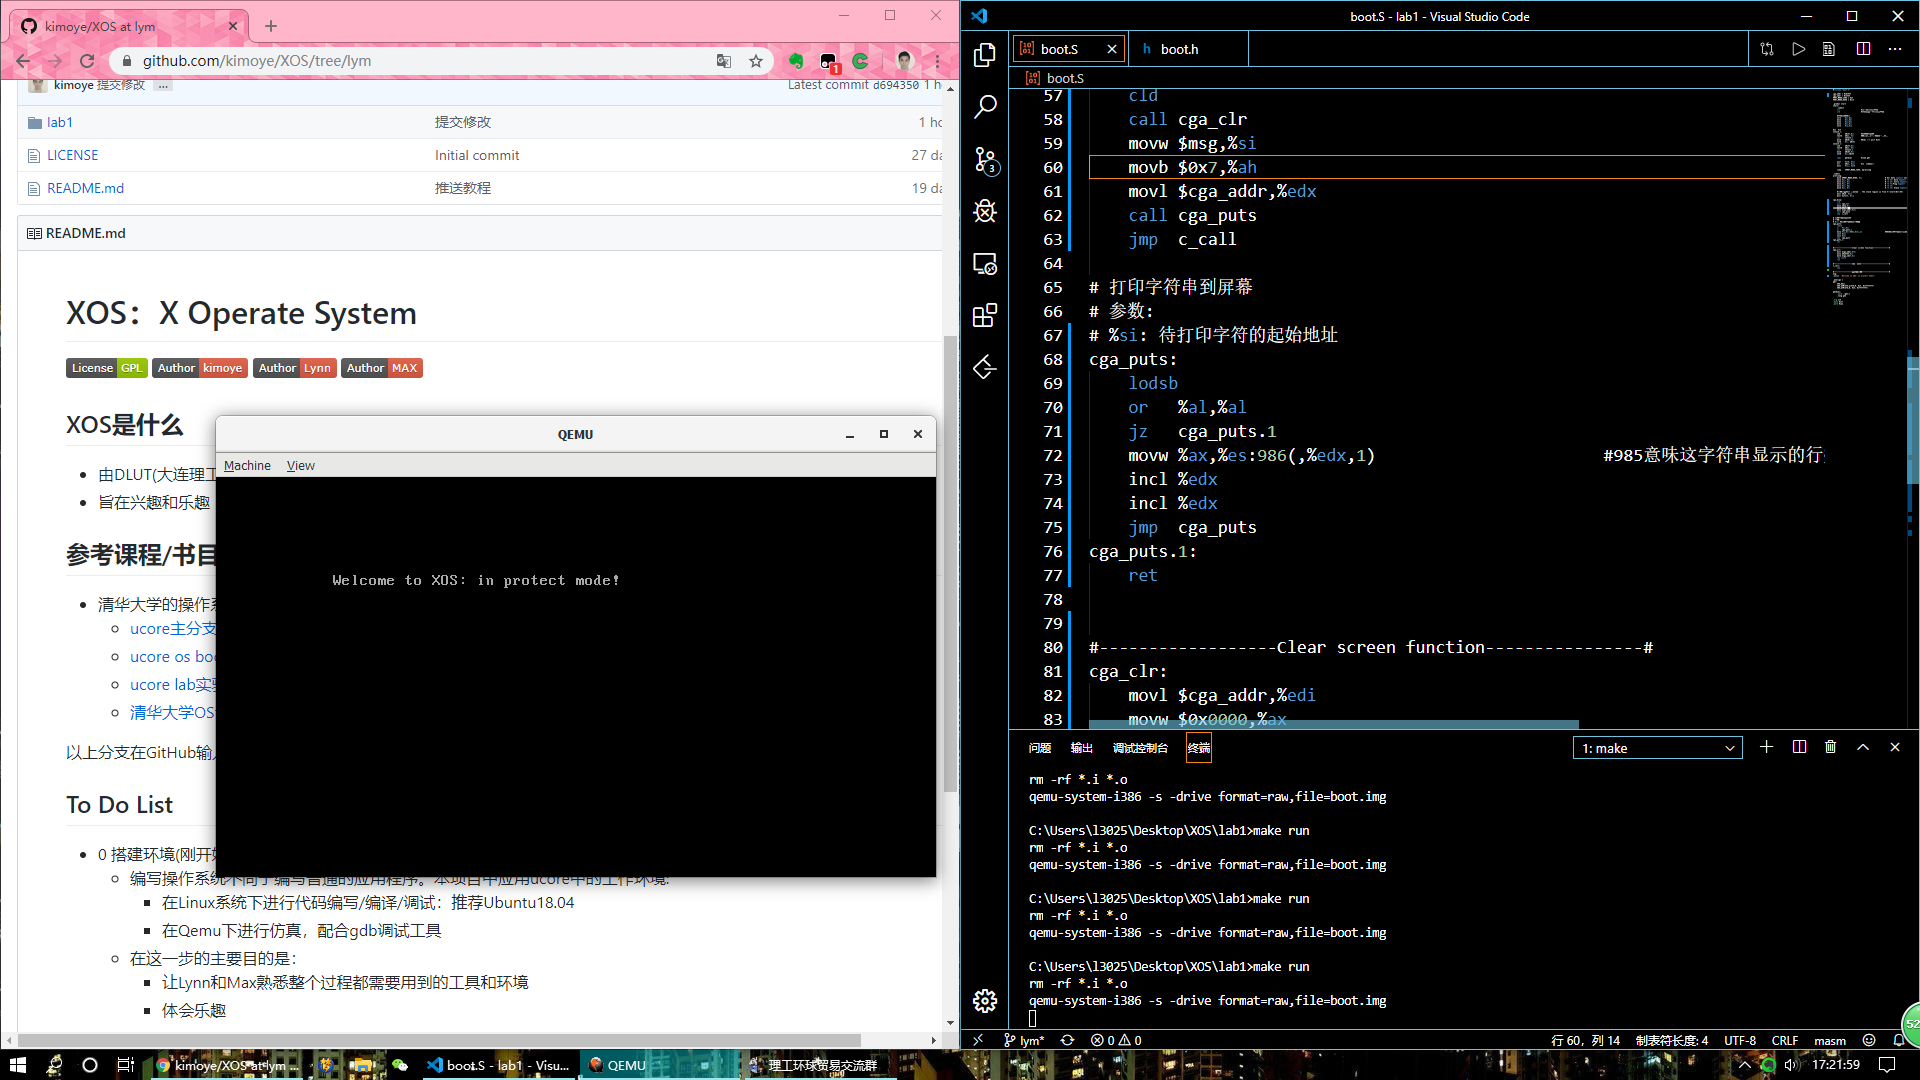 kimoye/XOS at lym
github.com/kimoye/XOS/tree/lym
kimoye 提交修改 ...
Latest commit d694350 1 h
lab1 提交修改 1 hc
LICENSE Initial commit 27 da
README.md 推送教程 19 da
README.md
XOS：X Operate System
License GPL Author kimoye Author Lynn Author MAX
XOS是什么
由DLUT(大连理工
旨在兴趣和乐趣
参考课程/书目
清华大学的操作系
ucore主分支
ucore os boo
ucore lab实
清华大学OS
以上分支在GitHub输入
To Do List
0 搭建环境(刚开始
编写操作系统不同于编写普通的应用程序。本项目中应用ucore中的工作环境:
在Linux系统下进行代码编写/编译/调试：推荐Ubuntu18.04
在Qemu下进行仿真，配合gdb调试工具
在这一步的主要目的是：
让Lynn和Max熟悉整个过程都需要用到的工具和环境
体会乐趣
QEMU
Machine View
Welcome to XOS: in protect mode!
boot.S - lab1 - Visual Studio Code
boot.S boot.h
boot.S
57 cld
58 call cga_clr
59 movw $msg,%si
60 movb $0x7,%ah
61 movl $cga_addr,%edx
62 call cga_puts
63 jmp c_call
64
65 # 打印字符串到屏幕
66 # 参数:
67 # %si: 待打印字符的起始地址
68 cga_puts:
69 lodsb
70 or %al,%al
71 jz cga_puts.1
72 movw %ax,%es:986(,%edx,1) #985意味这字符串显示的行
73 incl %edx
74 incl %edx
75 jmp cga_puts
76 cga_puts.1:
77 ret
78
79
80 #------------------Clear screen function----------------#
81 cga_clr:
82 movl $cga_addr,%edi
83 movw $0x0000,%ax
问题 输出 调试控制台 终端
1: make
rm -rf *.i *.o
qemu-system-i386 -s -drive format=raw,file=boot.img
C:\Users\l3025\Desktop\XOS\lab1>make run
rm -rf *.i *.o
qemu-system-i386 -s -drive format=raw,file=boot.img
C:\Users\l3025\Desktop\XOS\lab1>make run
rm -rf *.i *.o
qemu-system-i386 -s -drive format=raw,file=boot.img
C:\Users\l3025\Desktop\XOS\lab1>make run
rm -rf *.i *.o
qemu-system-i386 -s -drive format=raw,file=boot.img
lym* 0 0 行 60，列 14 制表符长度: 4 UTF-8 CRLF masm
52
kimoye/XOS at lym ... boot.S - lab1 - Visu... QEMU 理工环球贸易交流群 17:21:59